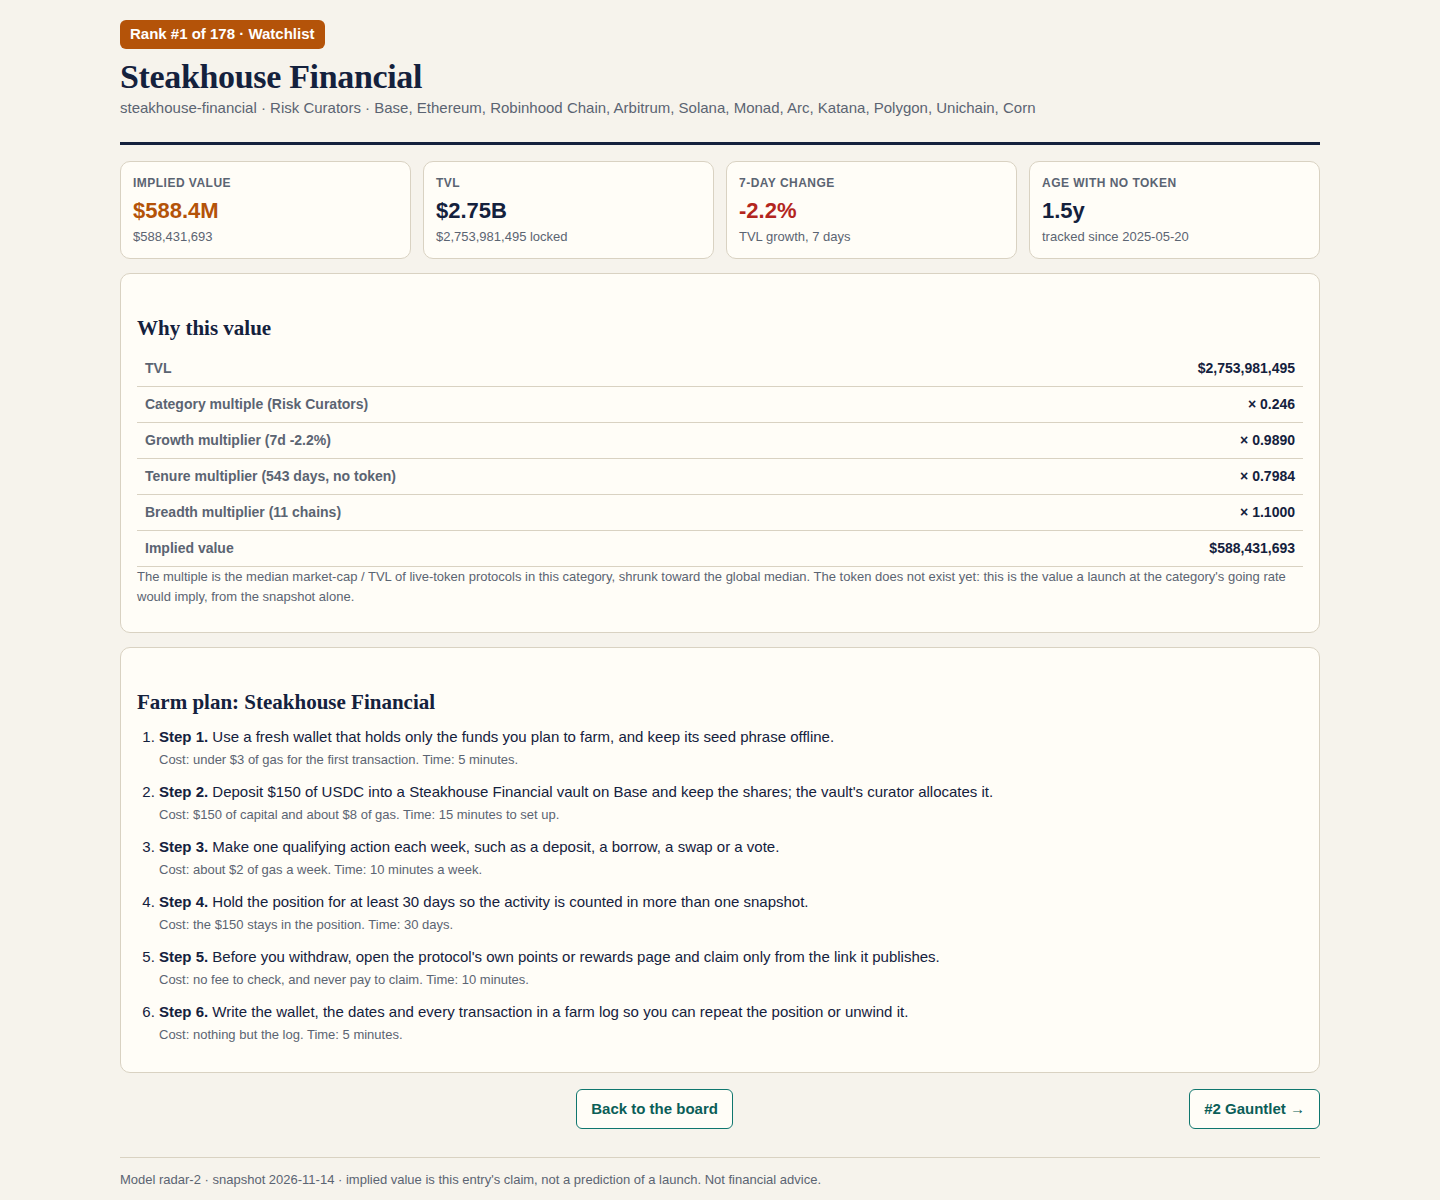 Rank #1 of 178 · Watchlist
Steakhouse Financial
steakhouse-financial · Risk Curators · Base, Ethereum, Robinhood Chain, Arbitrum, Solana, Monad, Arc, Katana, Polygon, Unichain, Corn
IMPLIED VALUE
$588.4M
$588,431,693
TVL
$2.75B
$2,753,981,495 locked
7-DAY CHANGE
-2.2%
TVL growth, 7 days
AGE WITH NO TOKEN
1.5y
tracked since 2025-05-20
Why this value
TVL $2,753,981,495
Category multiple (Risk Curators) × 0.246
Growth multiplier (7d -2.2%) × 0.9890
Tenure multiplier (543 days, no token) × 0.7984
Breadth multiplier (11 chains) × 1.1000
Implied value $588,431,693
The multiple is the median market-cap / TVL of live-token protocols in this category, shrunk toward the global median. The token does not exist yet: this is the value a launch at the category's going rate
would imply, from the snapshot alone.
Farm plan: Steakhouse Financial
1. Step 1. Use a fresh wallet that holds only the funds you plan to farm, and keep its seed phrase offline.
Cost: under $3 of gas for the first transaction. Time: 5 minutes.
2. Step 2. Deposit $150 of USDC into a Steakhouse Financial vault on Base and keep the shares; the vault's curator allocates it.
Cost: $150 of capital and about $8 of gas. Time: 15 minutes to set up.
3. Step 3. Make one qualifying action each week, such as a deposit, a borrow, a swap or a vote.
Cost: about $2 of gas a week. Time: 10 minutes a week.
4. Step 4. Hold the position for at least 30 days so the activity is counted in more than one snapshot.
Cost: the $150 stays in the position. Time: 30 days.
5. Step 5. Before you withdraw, open the protocol's own points or rewards page and claim only from the link it publishes.
Cost: no fee to check, and never pay to claim. Time: 10 minutes.
6. Step 6. Write the wallet, the dates and every transaction in a farm log so you can repeat the position or unwind it.
Cost: nothing but the log. Time: 5 minutes.
Back to the board
#2 Gauntlet →
Model radar-2 · snapshot 2026-11-14 · implied value is this entry's claim, not a prediction of a launch. Not financial advice.